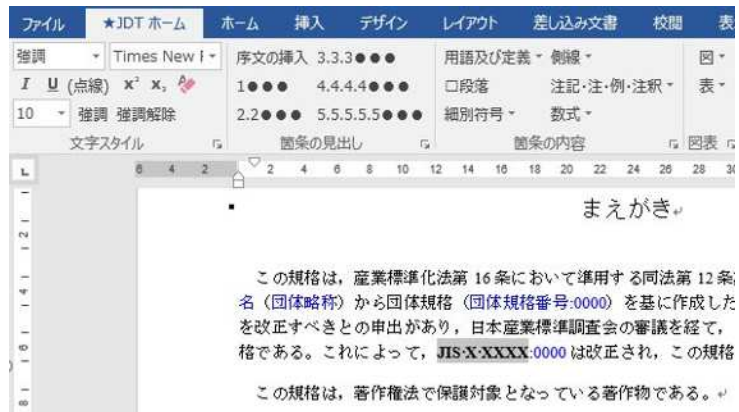 ファイル ★JDT ホーム ホーム 挿入 デザイン レイアウト 差し込み文書 校閲 表
強調 Times New 序文の挿入 3.3.3●●● 用語及び定義 側線 図
I U (点線) x² x₂ 1●●● 4.4.4.4●●● 口段落 注記・注・例・注釈 表
10 強調 強調解除 2.2●●● 5.5.5.5.5●●● 細別符号 数式
文字スタイル 箇条の見出し 箇条の内容 図表
L 6 4 2 2 4 6 8 10 12 14 16 18 20 22 24 26 28 30
2
4
6
8
まえがき
この規格は，産業標準化法第 16 条において準用する同法第 12 条
名（団体略称）から団体規格（団体規格番号:0000）を基に作成した
を改正すべきとの申出があり，日本産業標準調査会の審議を経て，
格である。これによって，JIS·X·XXXX:0000 は改正され，この規格
この規格は，著作権法で保護対象となっている著作物である。